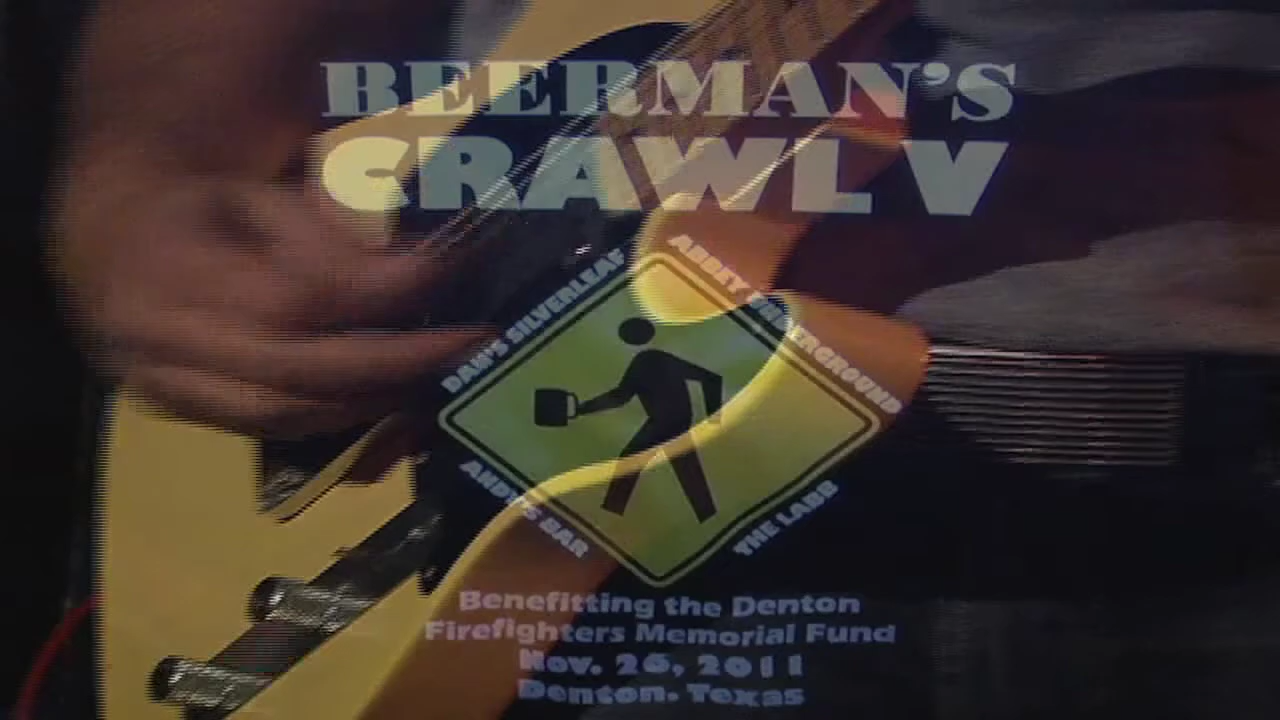 BEERMAN'S
CRAWL V
DAN'S SILVERLEAF
ABBEY UNDERGROUND
ANDY'S BAR
THE LABB
Benefitting the Denton
Firefighters Memorial Fund
Nov. 26, 2011
Denton, Texas